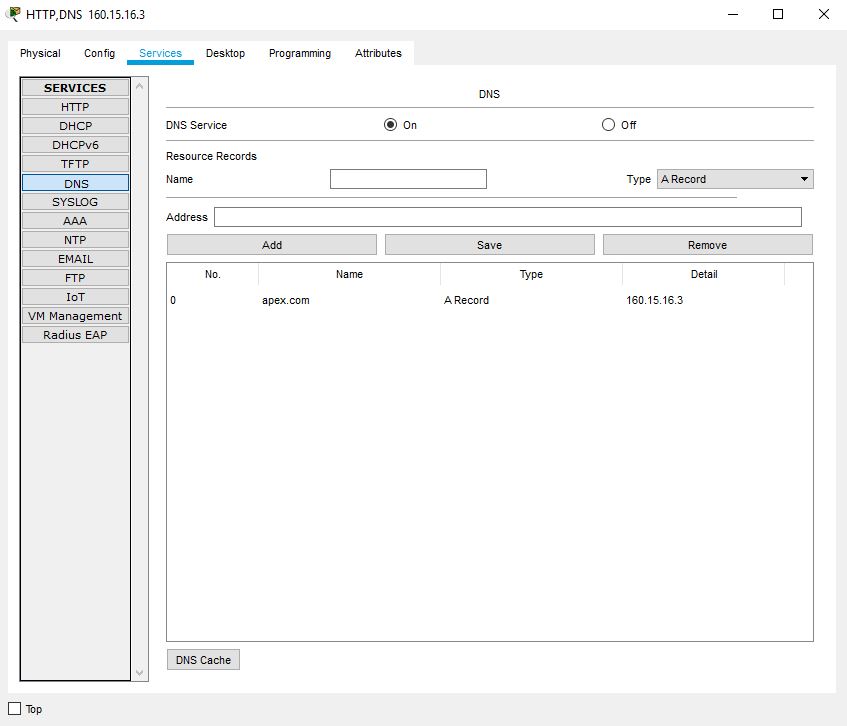 HTTP,DNS 160.15.16.3
Physical Config Services Desktop Programming Attributes
SERVICES
HTTP
DHCP
DHCPv6
TFTP
DNS
SYSLOG
AAA
NTP
EMAIL
FTP
IoT
VM Management
Radius EAP
DNS
DNS Service On Off
Resource Records
Name Type A Record
Address
Add Save Remove
No. Name Type Detail
0 apex.com A Record 160.15.16.3
DNS Cache
Top